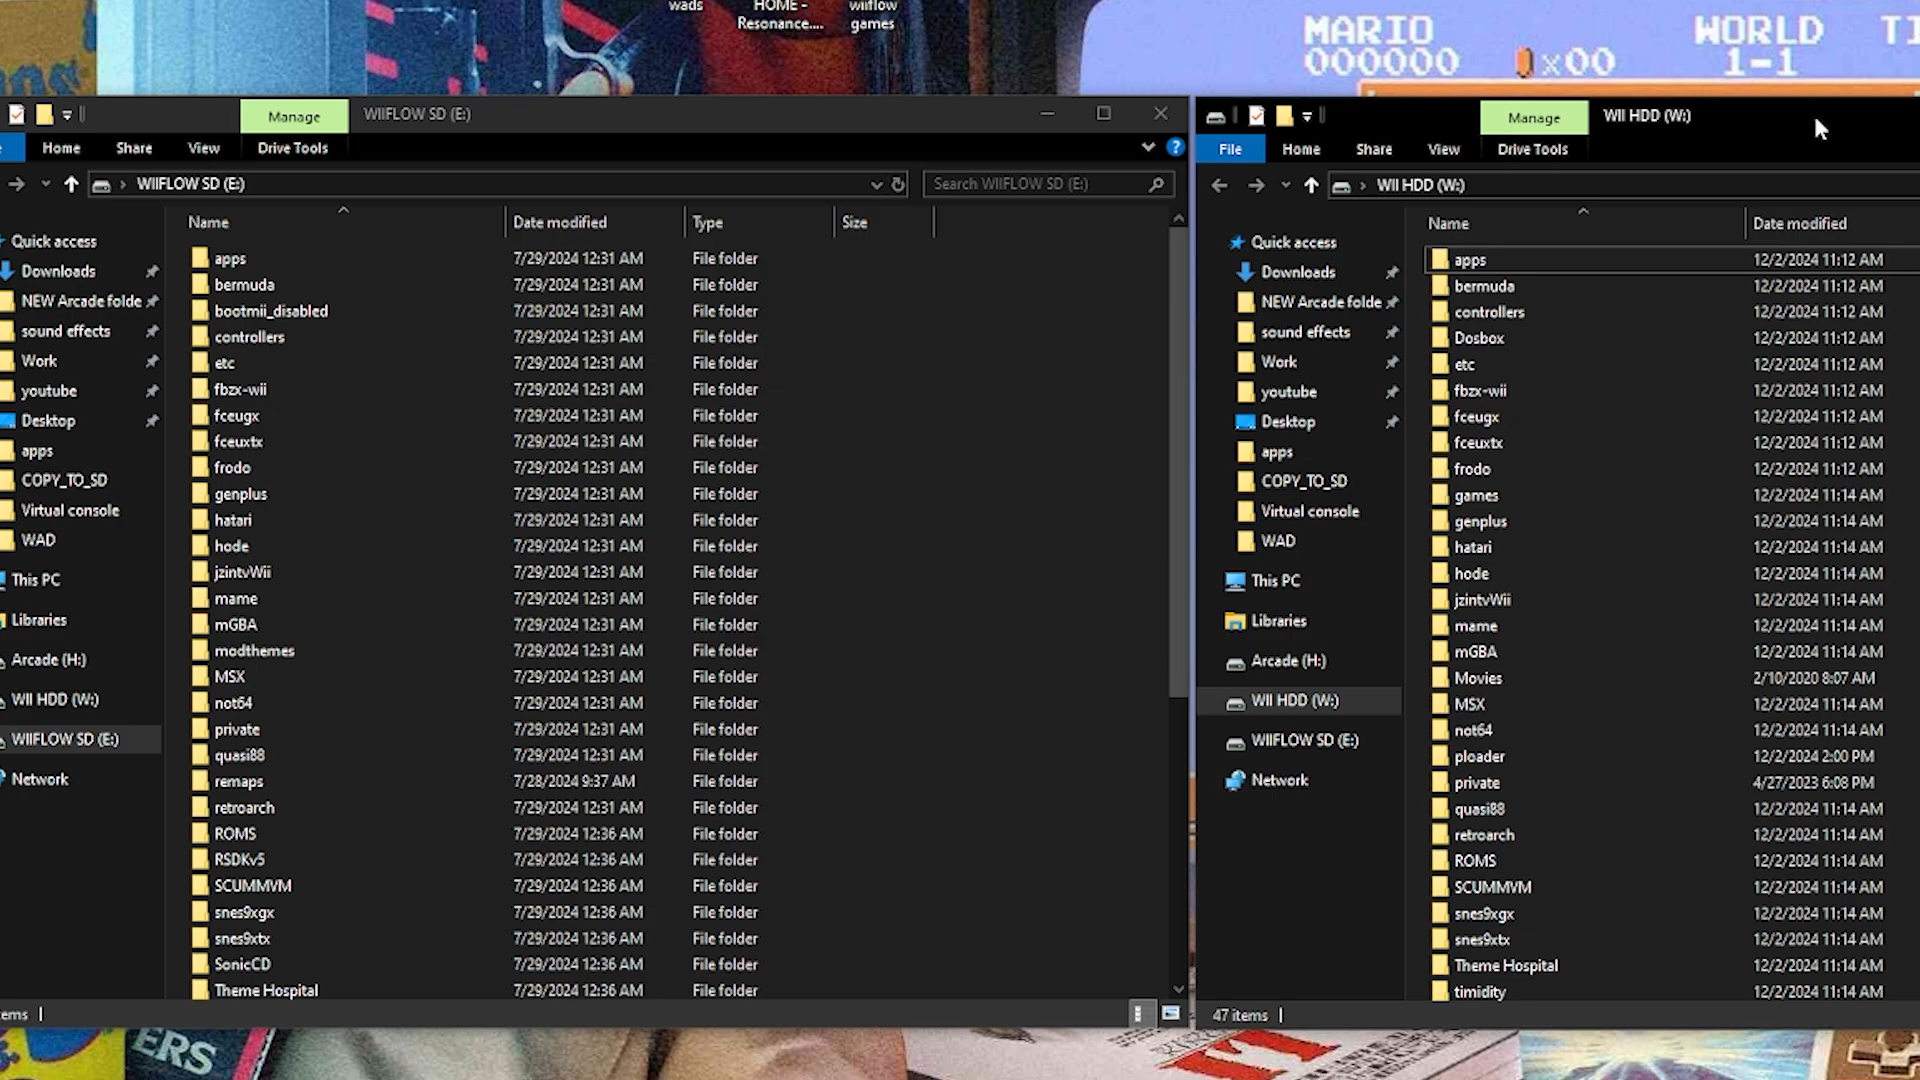 wads
HOME -
Resonance....
wiiflow
games
MARIO
000000
x00
WORLD
1-1
TI
Manage
WIIFLOW SD (E:)
Home
Share
View
Drive Tools
WIIFLOW SD (E:)
Search WIIFLOW SD (E:)
Name
Date modified
Type
Size
Quick access
Downloads
NEW Arcade folde
sound effects
Work
youtube
Desktop
apps
COPY_TO_SD
Virtual console
WAD
This PC
Libraries
Arcade (H:)
WII HDD (W:)
WIIFLOW SD (E:)
Network
apps 7/29/2024 12:31 AM File folder
bermuda 7/29/2024 12:31 AM File folder
bootmii_disabled 7/29/2024 12:31 AM File folder
controllers 7/29/2024 12:31 AM File folder
etc 7/29/2024 12:31 AM File folder
fbzx-wii 7/29/2024 12:31 AM File folder
fceugx 7/29/2024 12:31 AM File folder
fceuxtx 7/29/2024 12:31 AM File folder
frodo 7/29/2024 12:31 AM File folder
genplus 7/29/2024 12:31 AM File folder
hatari 7/29/2024 12:31 AM File folder
hode 7/29/2024 12:31 AM File folder
jzintvWii 7/29/2024 12:31 AM File folder
mame 7/29/2024 12:31 AM File folder
mGBA 7/29/2024 12:31 AM File folder
modthemes 7/29/2024 12:31 AM File folder
MSX 7/29/2024 12:31 AM File folder
not64 7/29/2024 12:31 AM File folder
private 7/29/2024 12:31 AM File folder
quasi88 7/29/2024 12:31 AM File folder
remaps 7/28/2024 9:37 AM File folder
retroarch 7/29/2024 12:31 AM File folder
ROMS 7/29/2024 12:36 AM File folder
RSDKv5 7/29/2024 12:36 AM File folder
SCUMMVM 7/29/2024 12:36 AM File folder
snes9xgx 7/29/2024 12:36 AM File folder
snes9xtx 7/29/2024 12:36 AM File folder
SonicCD 7/29/2024 12:36 AM File folder
Theme Hospital 7/29/2024 12:36 AM File folder
ems
Manage
WII HDD (W:)
File
Home
Share
View
Drive Tools
WII HDD (W:)
Name
Date modified
Quick access
Downloads
NEW Arcade folde
sound effects
Work
youtube
Desktop
apps
COPY_TO_SD
Virtual console
WAD
This PC
Libraries
Arcade (H:)
WII HDD (W:)
WIIFLOW SD (E:)
Network
apps 12/2/2024 11:12 AM
bermuda 12/2/2024 11:12 AM
controllers 12/2/2024 11:12 AM
Dosbox 12/2/2024 11:12 AM
etc 12/2/2024 11:12 AM
fbzx-wii 12/2/2024 11:12 AM
fceugx 12/2/2024 11:12 AM
fceuxtx 12/2/2024 11:12 AM
frodo 12/2/2024 11:12 AM
games 12/2/2024 11:14 AM
genplus 12/2/2024 11:14 AM
hatari 12/2/2024 11:14 AM
hode 12/2/2024 11:14 AM
jzintvWii 12/2/2024 11:14 AM
mame 12/2/2024 11:14 AM
mGBA 12/2/2024 11:14 AM
Movies 2/10/2020 8:07 AM
MSX 12/2/2024 11:14 AM
not64 12/2/2024 11:14 AM
ploader 12/2/2024 2:00 PM
private 4/27/2023 6:08 PM
quasi88 12/2/2024 11:14 AM
retroarch 12/2/2024 11:14 AM
ROMS 12/2/2024 11:14 AM
SCUMMVM 12/2/2024 11:14 AM
snes9xgx 12/2/2024 11:14 AM
snes9xtx 12/2/2024 11:14 AM
Theme Hospital 12/2/2024 11:14 AM
timidity 12/2/2024 11:14 AM
47 items
ERS